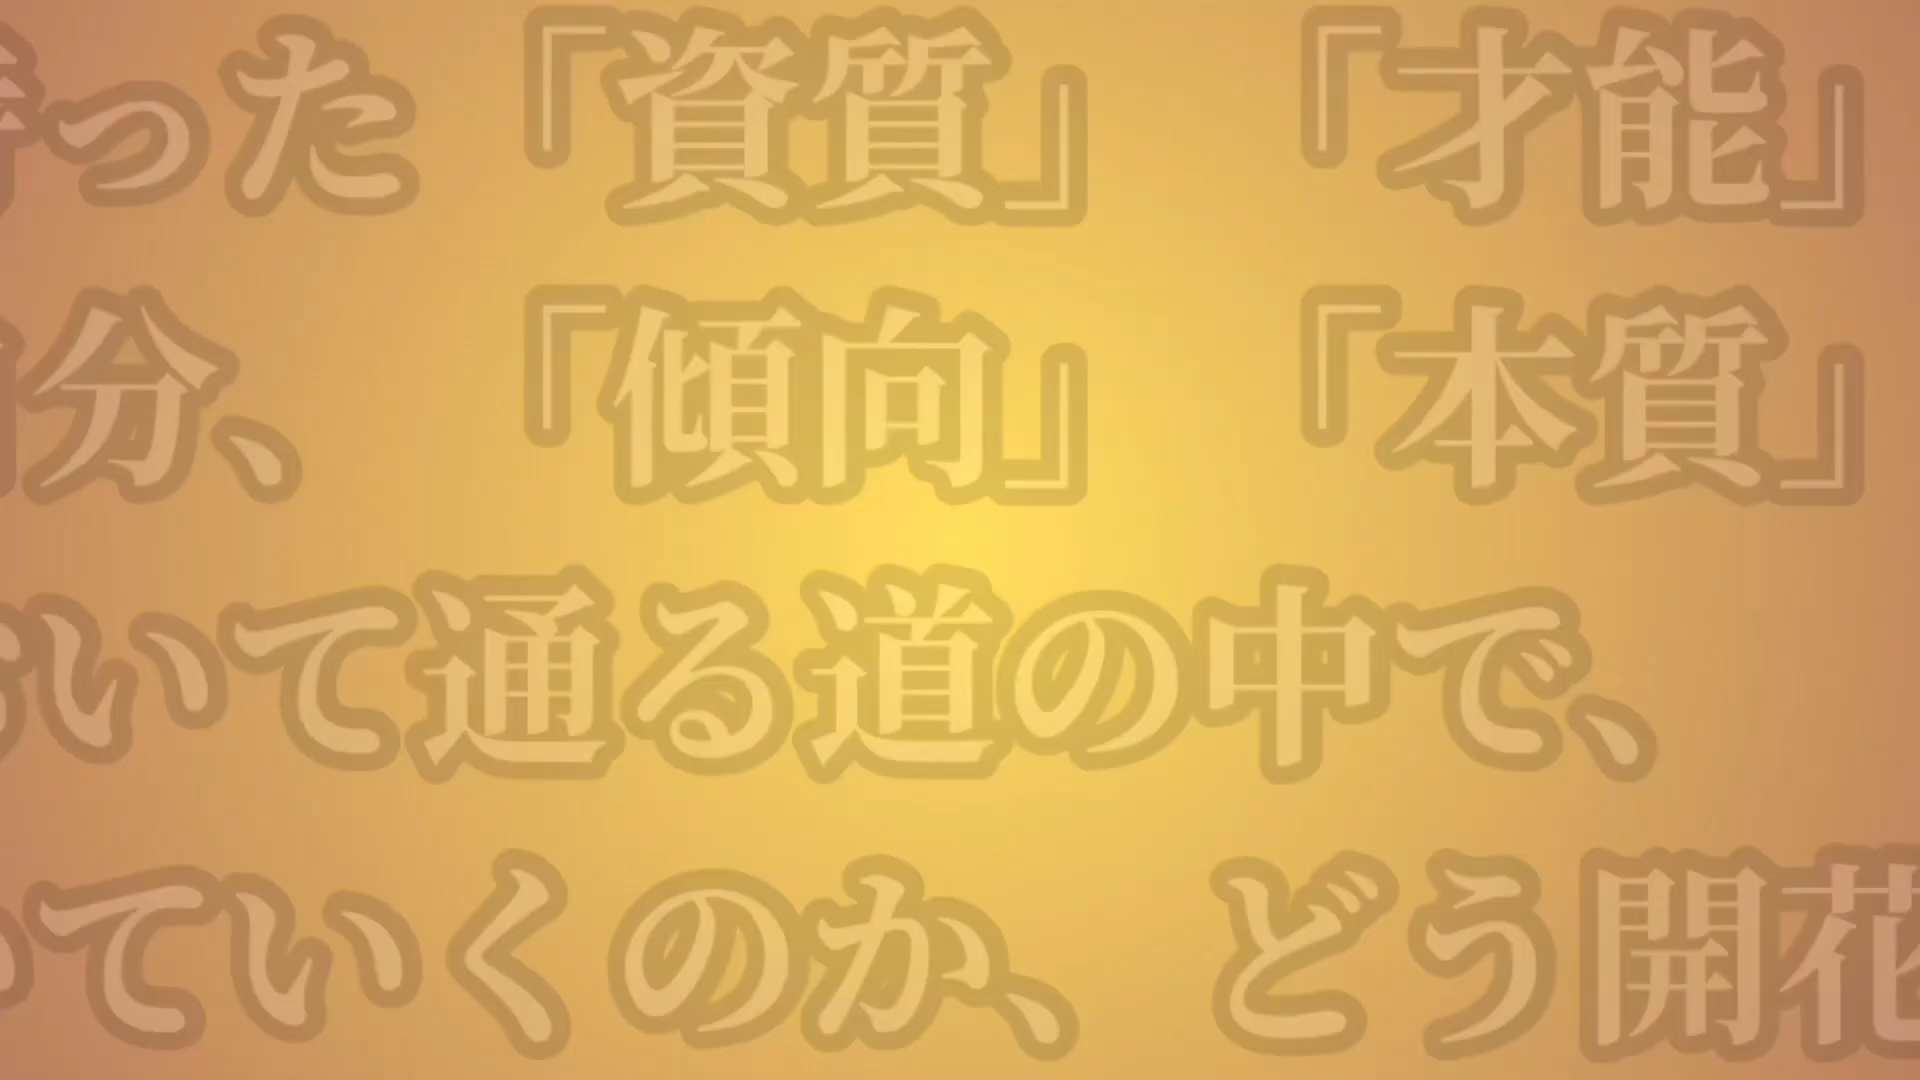 った『資質』『才能』
分、『傾向』『本質』
いて通る道の中で、
ていくのか、どう開花